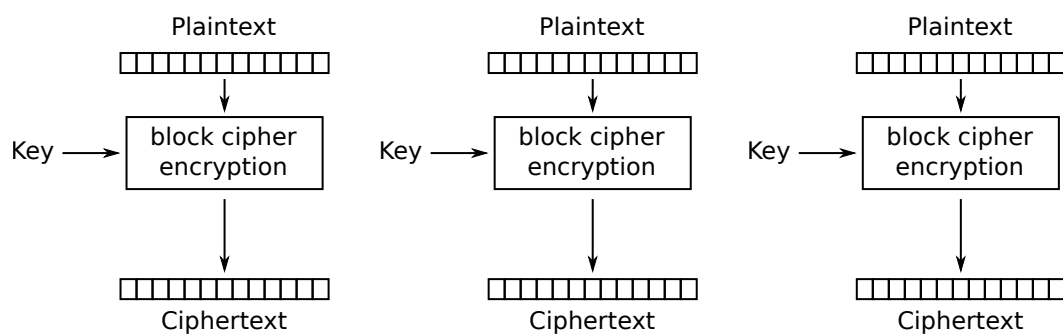 Plaintext
Plaintext
Plaintext
Key
block cipher
encryption
Key
block cipher
encryption
Key
block cipher
encryption
Ciphertext
Ciphertext
Ciphertext